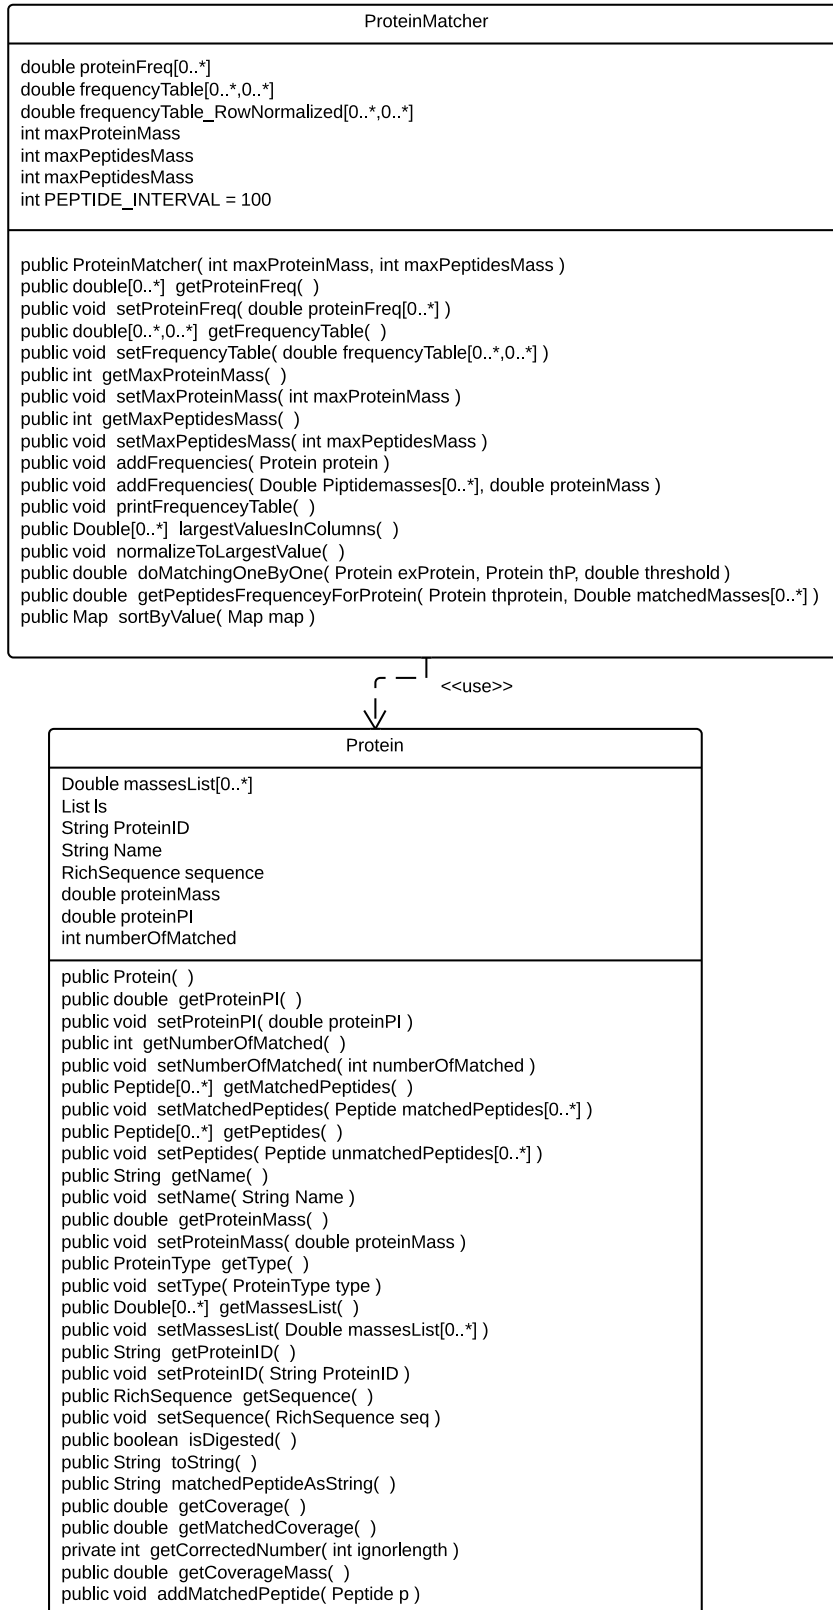 ProteinMatcher
double proteinFreq[0..*]
double frequencyTable[0..*,0..*]
double frequencyTable_RowNormalized[0..*,0..*]
int maxProteinMass
int maxPeptidesMass
int maxPeptidesMass
int PEPTIDE_INTERVAL = 100
public ProteinMatcher( int maxProteinMass, int maxPeptidesMass )
public double[0..*] getProteinFreq( )
public void setProteinFreq( double proteinFreq[0..*] )
public double[0..*,0..*] getFrequencyTable( )
public void setFrequencyTable( double frequencyTable[0..*,0..*] )
public int getMaxProteinMass( )
public void setMaxProteinMass( int maxProteinMass )
public int getMaxPeptidesMass( )
public void setMaxPeptidesMass( int maxPeptidesMass )
public void addFrequencies( Protein protein )
public void addFrequencies( Double Piptidemasses[0..*], double proteinMass )
public void printFrequenceyTable( )
public Double[0..*] largestValuesInColumns( )
public void normalizeToLargestValue( )
public double doMatchingOneByOne( Protein exProtein, Protein thP, double threshold )
public double getPeptidesFrequenceyForProtein( Protein thprotein, Double matchedMasses[0..*] )
public Map sortByValue( Map map )
<<use>>
Protein
Double massesList[0..*]
List ls
String ProteinID
String Name
RichSequence sequence
double proteinMass
double proteinPI
int numberOfMatched
public Protein( )
public double getProteinPI( )
public void setProteinPI( double proteinPI )
public int getNumberOfMatched( )
public void setNumberOfMatched( int numberOfMatched )
public Peptide[0..*] getMatchedPeptides( )
public void setMatchedPeptides( Peptide matchedPeptides[0..*] )
public Peptide[0..*] getPeptides( )
public void setPeptides( Peptide unmatchedPeptides[0..*] )
public String getName( )
public void setName( String Name )
public double getProteinMass( )
public void setProteinMass( double proteinMass )
public ProteinType getType( )
public void setType( ProteinType type )
public Double[0..*] getMassesList( )
public void setMassesList( Double massesList[0..*] )
public String getProteinID( )
public void setProteinID( String ProteinID )
public RichSequence getSequence( )
public void setSequence( RichSequence seq )
public boolean isDigested( )
public String toString( )
public String matchedPeptideAsString( )
public double getCoverage( )
public double getMatchedCoverage( )
private int getCorrectedNumber( int ignorlength )
public double getCoverageMass( )
public void addMatchedPeptide( Peptide p )